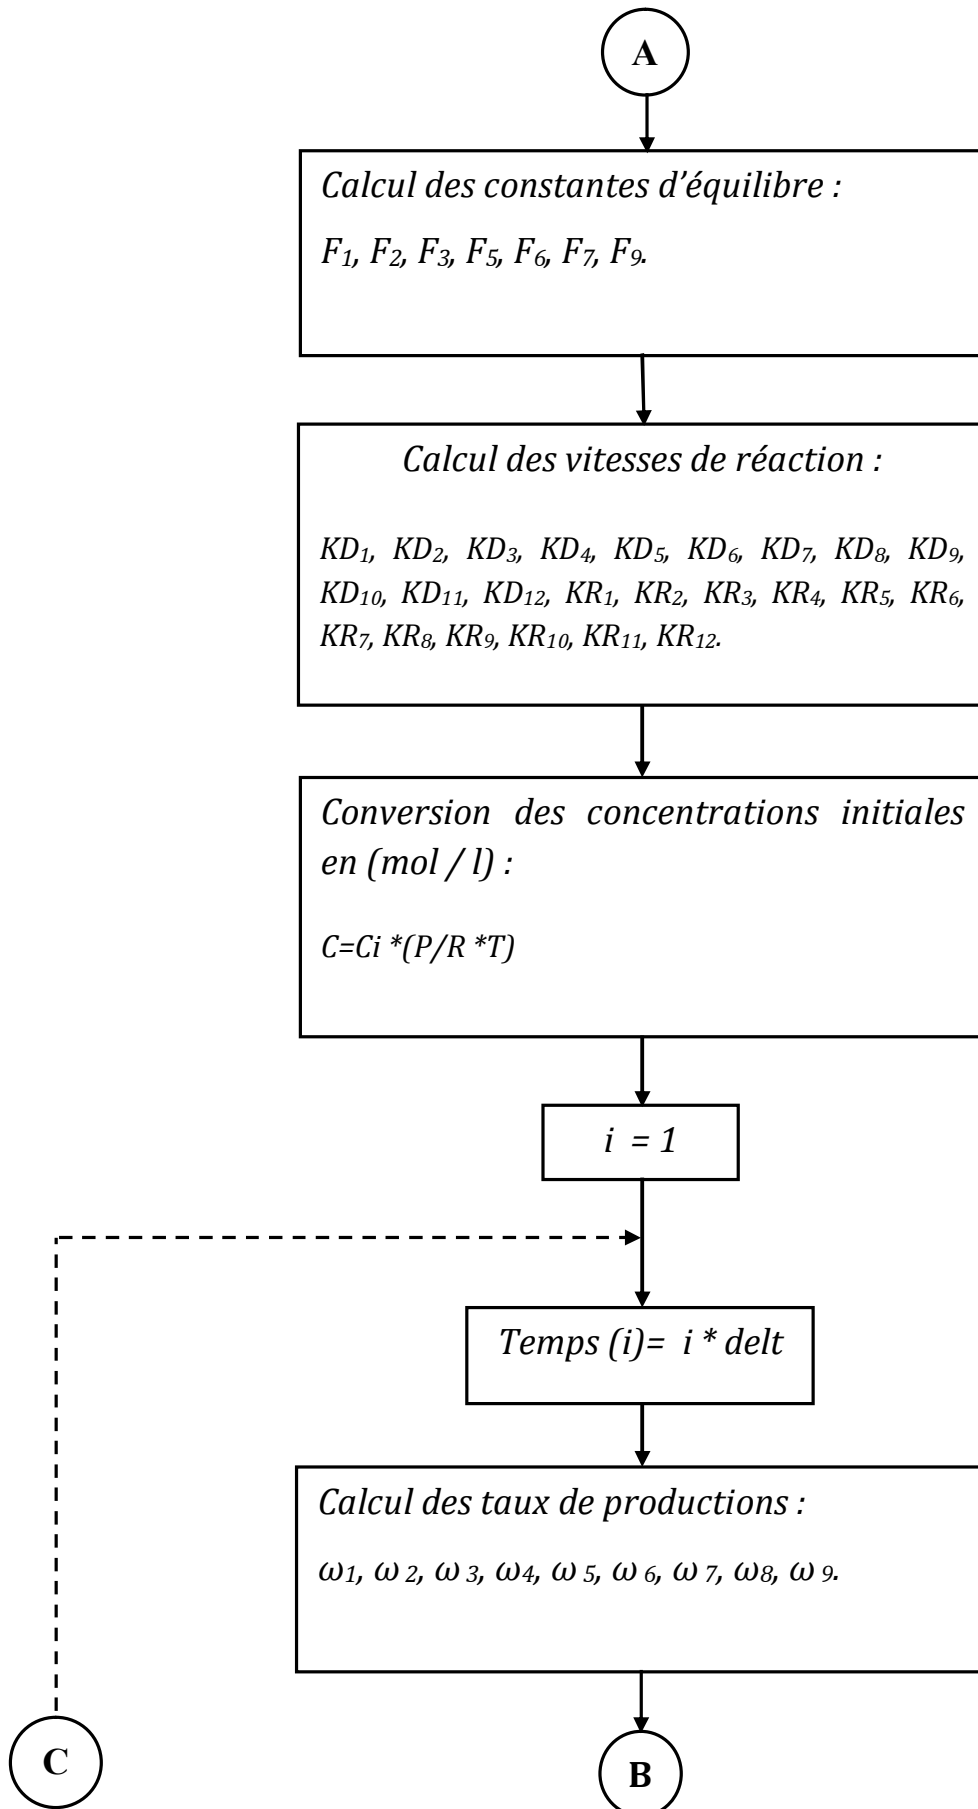 A
Calcul des constantes d’équilibre :
F₁, F₂, F₃, F₅, F₆, F₇, F₉.
Calcul des vitesses de réaction :
KD₁, KD₂, KD₃, KD₄, KD₅, KD₆, KD₇, KD₈, KD₉,
KD₁₀, KD₁₁, KD₁₂, KR₁, KR₂, KR₃, KR₄, KR₅, KR₆,
KR₇, KR₈, KR₉, KR₁₀, KR₁₁, KR₁₂.
Conversion des concentrations initiales
en (mol / l) :
C=Ci *(P/R *T)
i = 1
Temps (i)= i * delt
Calcul des taux de productions :
ω₁, ω ₂, ω ₃, ω₄, ω ₅, ω ₆, ω ₇, ω₈, ω ₉.
C
B